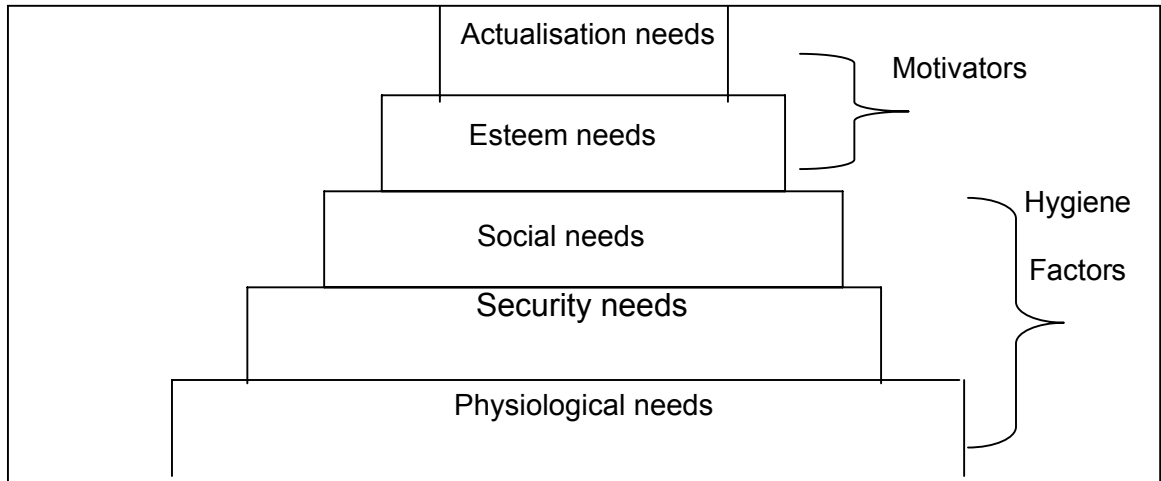 Actualisation needs
Motivators
Esteem needs
Hygiene
Social needs
Factors
Security needs
Physiological needs